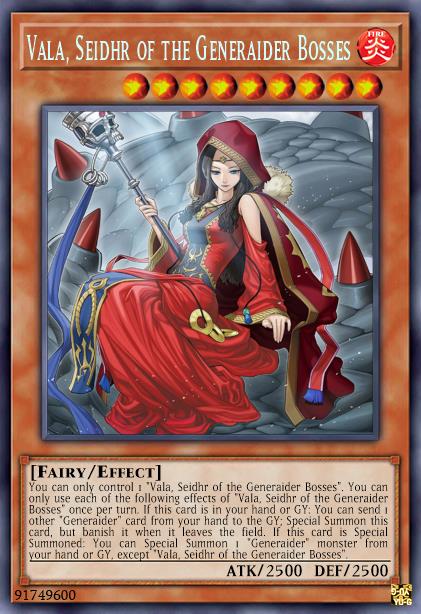 Vala, Seidhr of the Generaider Bosses
FIRE
炎
[Fairy/Effect]
You can only control 1 "Vala, Seidhr of the Generaider Bosses". You can
only use each of the following effects of "Vala, Seidhr of the Generaider
Bosses" once per turn. If this card is in your hand or GY: You can send 1
other "Generaider" card from your hand to the GY; Special Summon this
card, but banish it when it leaves the field. If this card is Special
Summoned: You can Special Summon 1 "Generaider" monster from
your hand or GY, except "Vala, Seidhr of the Generaider Bosses".
ATK/2500 DEF/2500
91749600